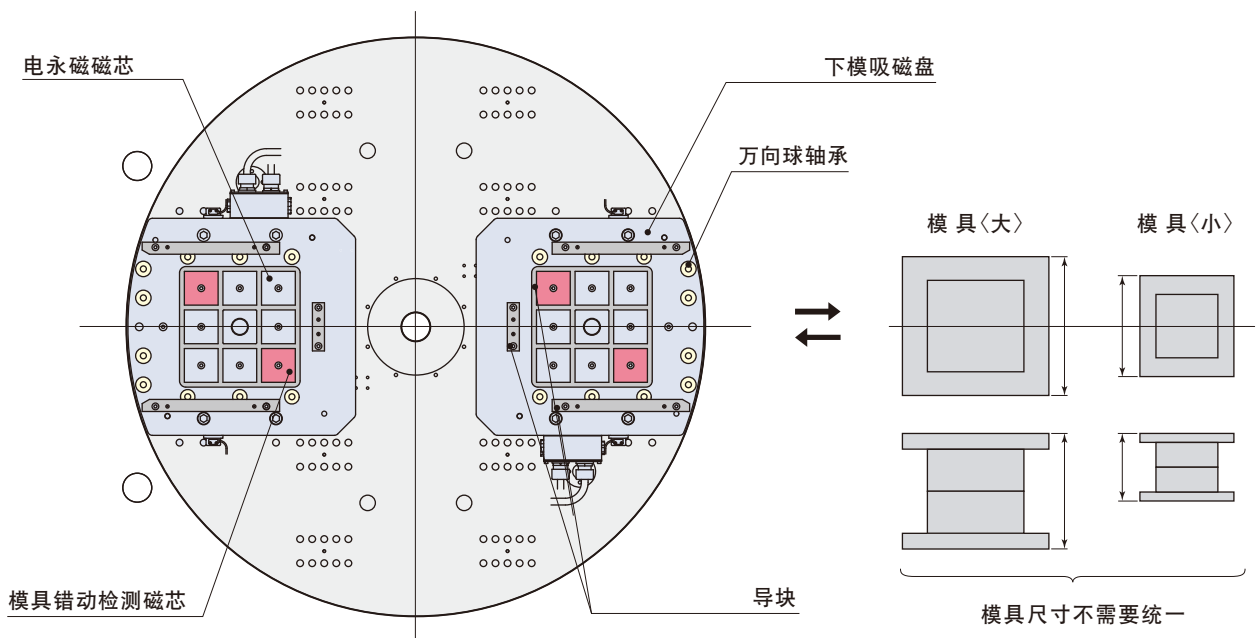 电永磁磁芯
下模吸磁盘
万向球轴承
模具〈大〉
模具〈小〉
模具错动检测磁芯
导块
模具尺寸不需要统一